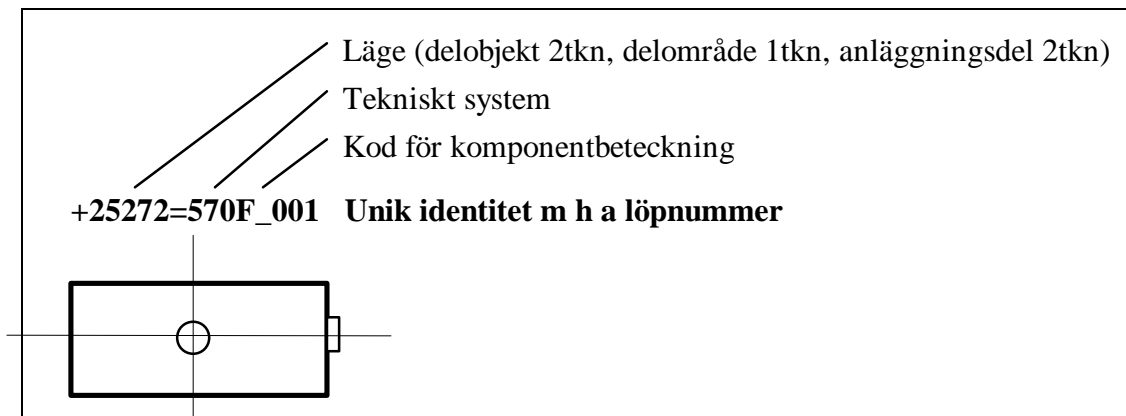 Läge (delobjekt 2tkn, delområde 1tkn, anläggningsdel 2tkn)
Tekniskt system
Kod för komponentbeteckning
+25272=570F_001 Unik identitet m h a löpnummer